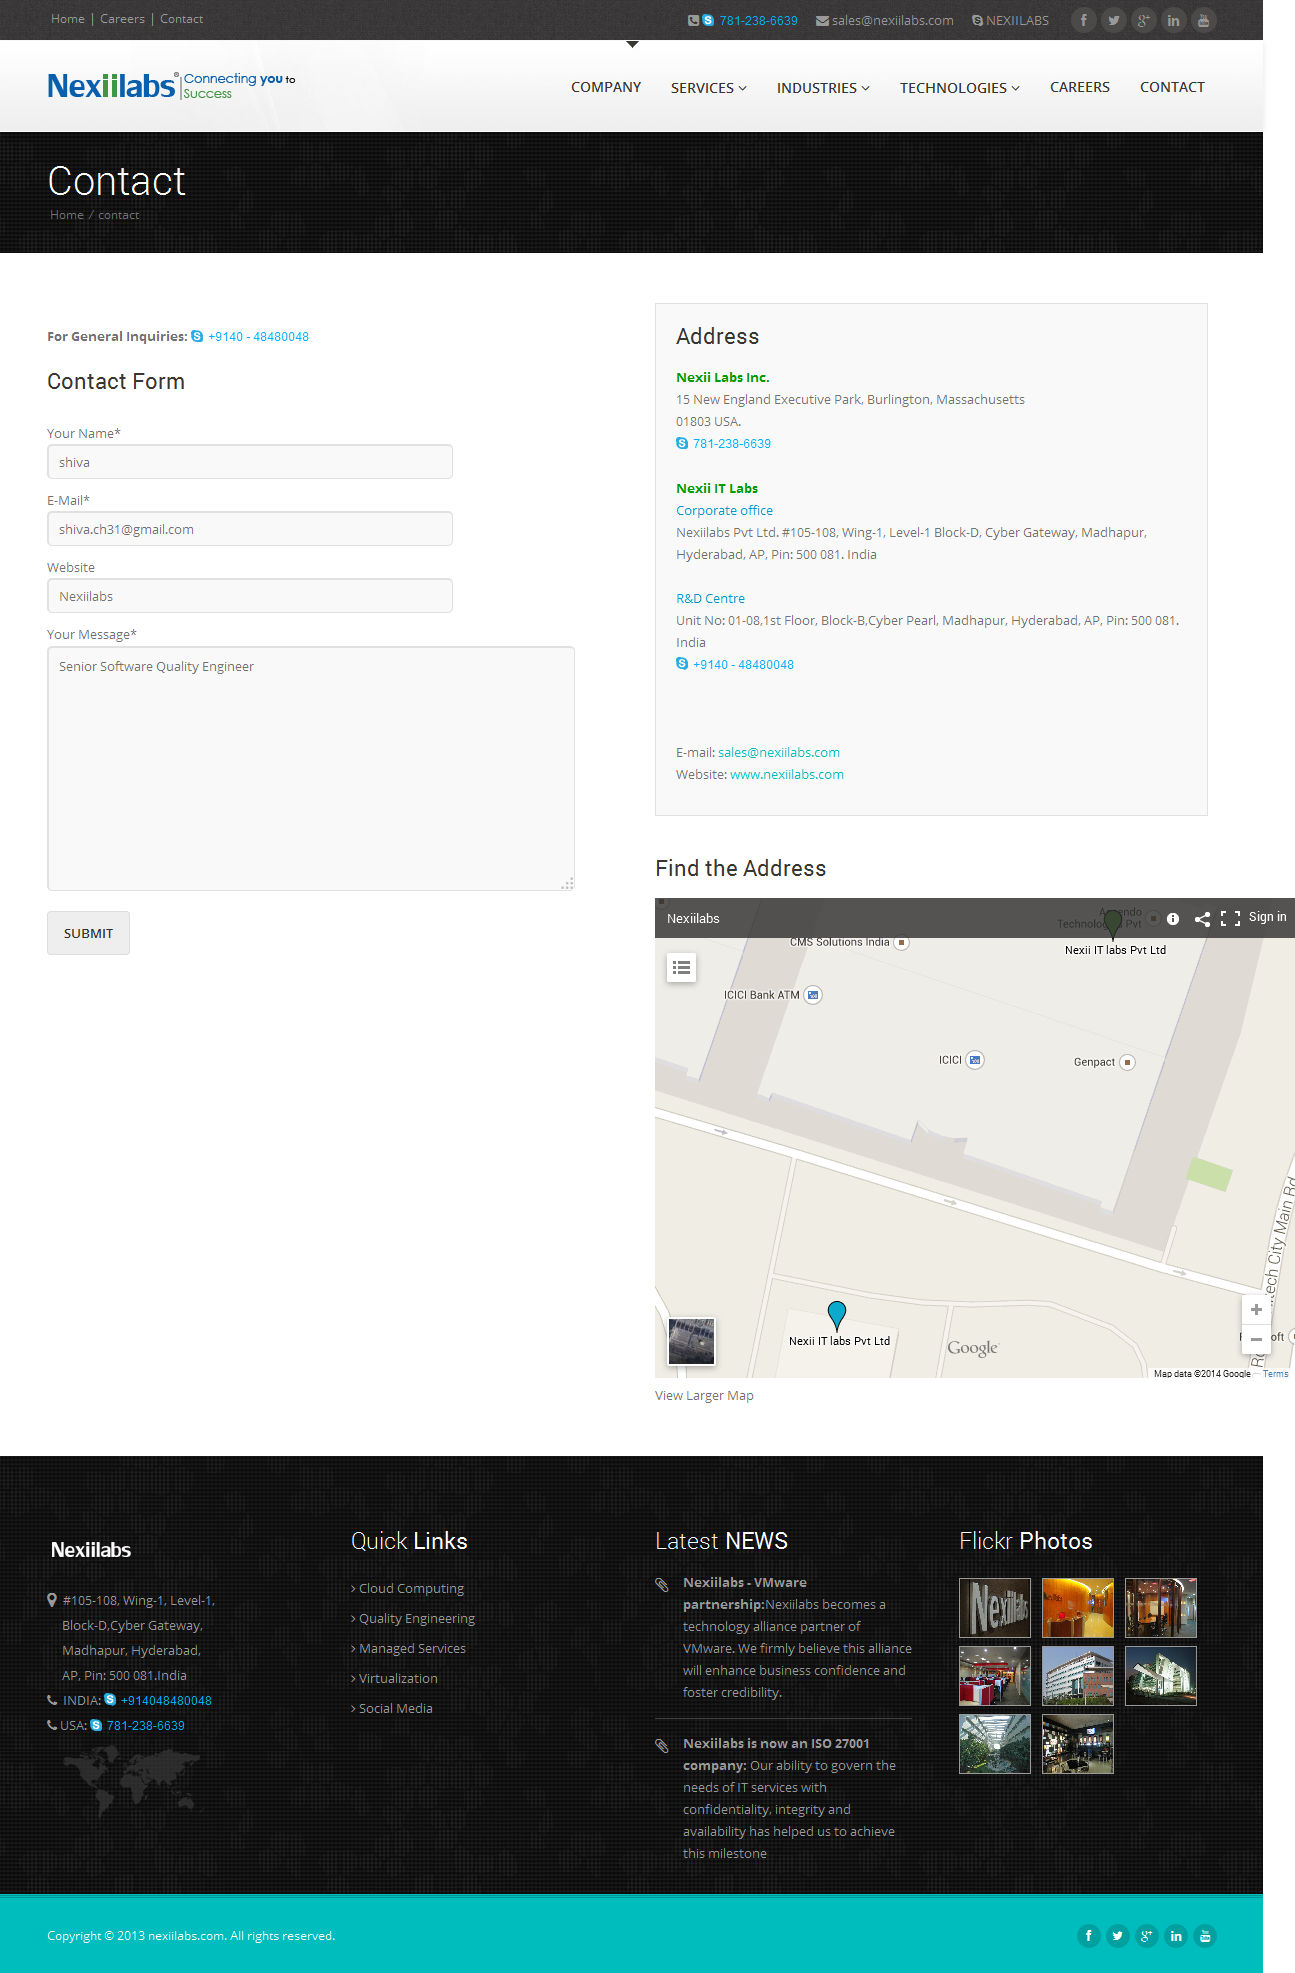 Home | Careers | Contact
781-238-6639 sales@nexiilabs.com NEXIILABS
Nexiilabs® Connecting you to
Success
COMPANY SERVICES INDUSTRIES TECHNOLOGIES CAREERS CONTACT
Contact
Home / contact
For General Inquiries: +9140 - 48480048
Contact Form
Your Name*
shiva
E-Mail*
shiva.ch31@gmail.com
Website
Nexiilabs
Your Message*
Senior Software Quality Engineer
SUBMIT
Address
Nexii Labs Inc.
15 New England Executive Park, Burlington, Massachusetts
01803 USA.
781-238-6639
Nexii IT Labs
Corporate office
Nexiilabs Pvt Ltd. #105-108, Wing-1, Level-1 Block-D, Cyber Gateway, Madhapur,
Hyderabad, AP, Pin: 500 081. India
R&D Centre
Unit No: 01-08,1st Floor, Block-B,Cyber Pearl, Madhapur, Hyderabad, AP, Pin: 500 081.
India
+9140 - 48480048
E-mail: sales@nexiilabs.com
Website: www.nexiilabs.com
Find the Address
Nexiilabs
Sign in
Pvt
Nexii IT labs Pvt Ltd
CMS Solutions India
ICICI Bank ATM
ICICI
Genpact
City Main Rd
Nexii IT labs Pvt Ltd
Google
Map data ©2014 Google Terms
View Larger Map
Nexiilabs
#105-108, Wing-1, Level-1,
Block-D,Cyber Gateway,
Madhapur, Hyderabad,
AP, Pin: 500 081.India
INDIA: +914048480048
USA: 781-238-6639
Quick Links
Cloud Computing
Quality Engineering
Managed Services
Virtualization
Social Media
Latest NEWS
Nexiilabs - VMware
partnership:Nexiilabs becomes a
technology alliance partner of
VMware. We firmly believe this alliance
will enhance business confidence and
foster credibility.
Nexiilabs is now an ISO 27001
company: Our ability to govern the
needs of IT services with
confidentiality, integrity and
availability has helped us to achieve
this milestone
Flickr Photos
Nexiilabs
Copyright © 2013 nexiilabs.com. All rights reserved.